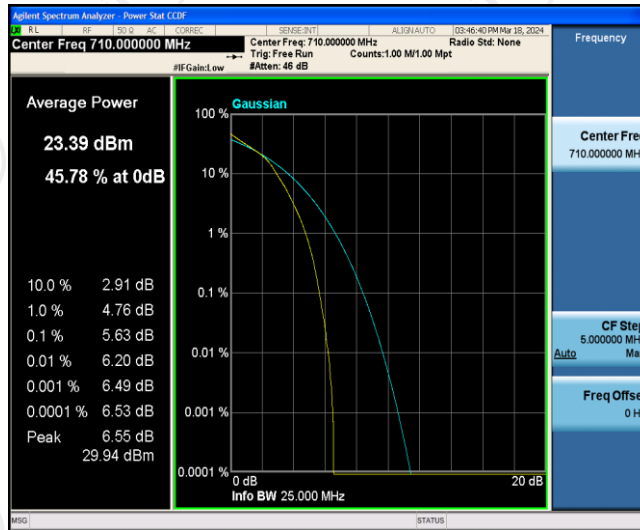 Agilent Spectrum Analyzer - Power Stat CCDF
RL RF 50 Ω AC CORREC SENSE:INT ALIGNAUTO 03:46:40 PM Mar 18, 2024
Center Freq 710.000000 MHz
Center Freq: 710.000000 MHz Radio Std: None
Trig: Free Run Counts:1.00 M/1.00 Mpt
#IFGain:Low #Atten: 46 dB
Frequency
Average Power
23.39 dBm
45.78 % at 0dB
10.0 % 2.91 dB
1.0 % 4.76 dB
0.1 % 5.63 dB
0.01 % 6.20 dB
0.001 % 6.49 dB
0.0001 % 6.53 dB
Peak 6.55 dB
29.94 dBm
Gaussian
100 %
10 %
1 %
0.1 %
0.01 %
0.001 %
0.0001 %
0 dB 20 dB
Info BW 25.000 MHz
Center Fre
710.000000 MH
CF Step
5.000000 MH
Auto Ma
Freq Offse
0 H
MSG STATUS